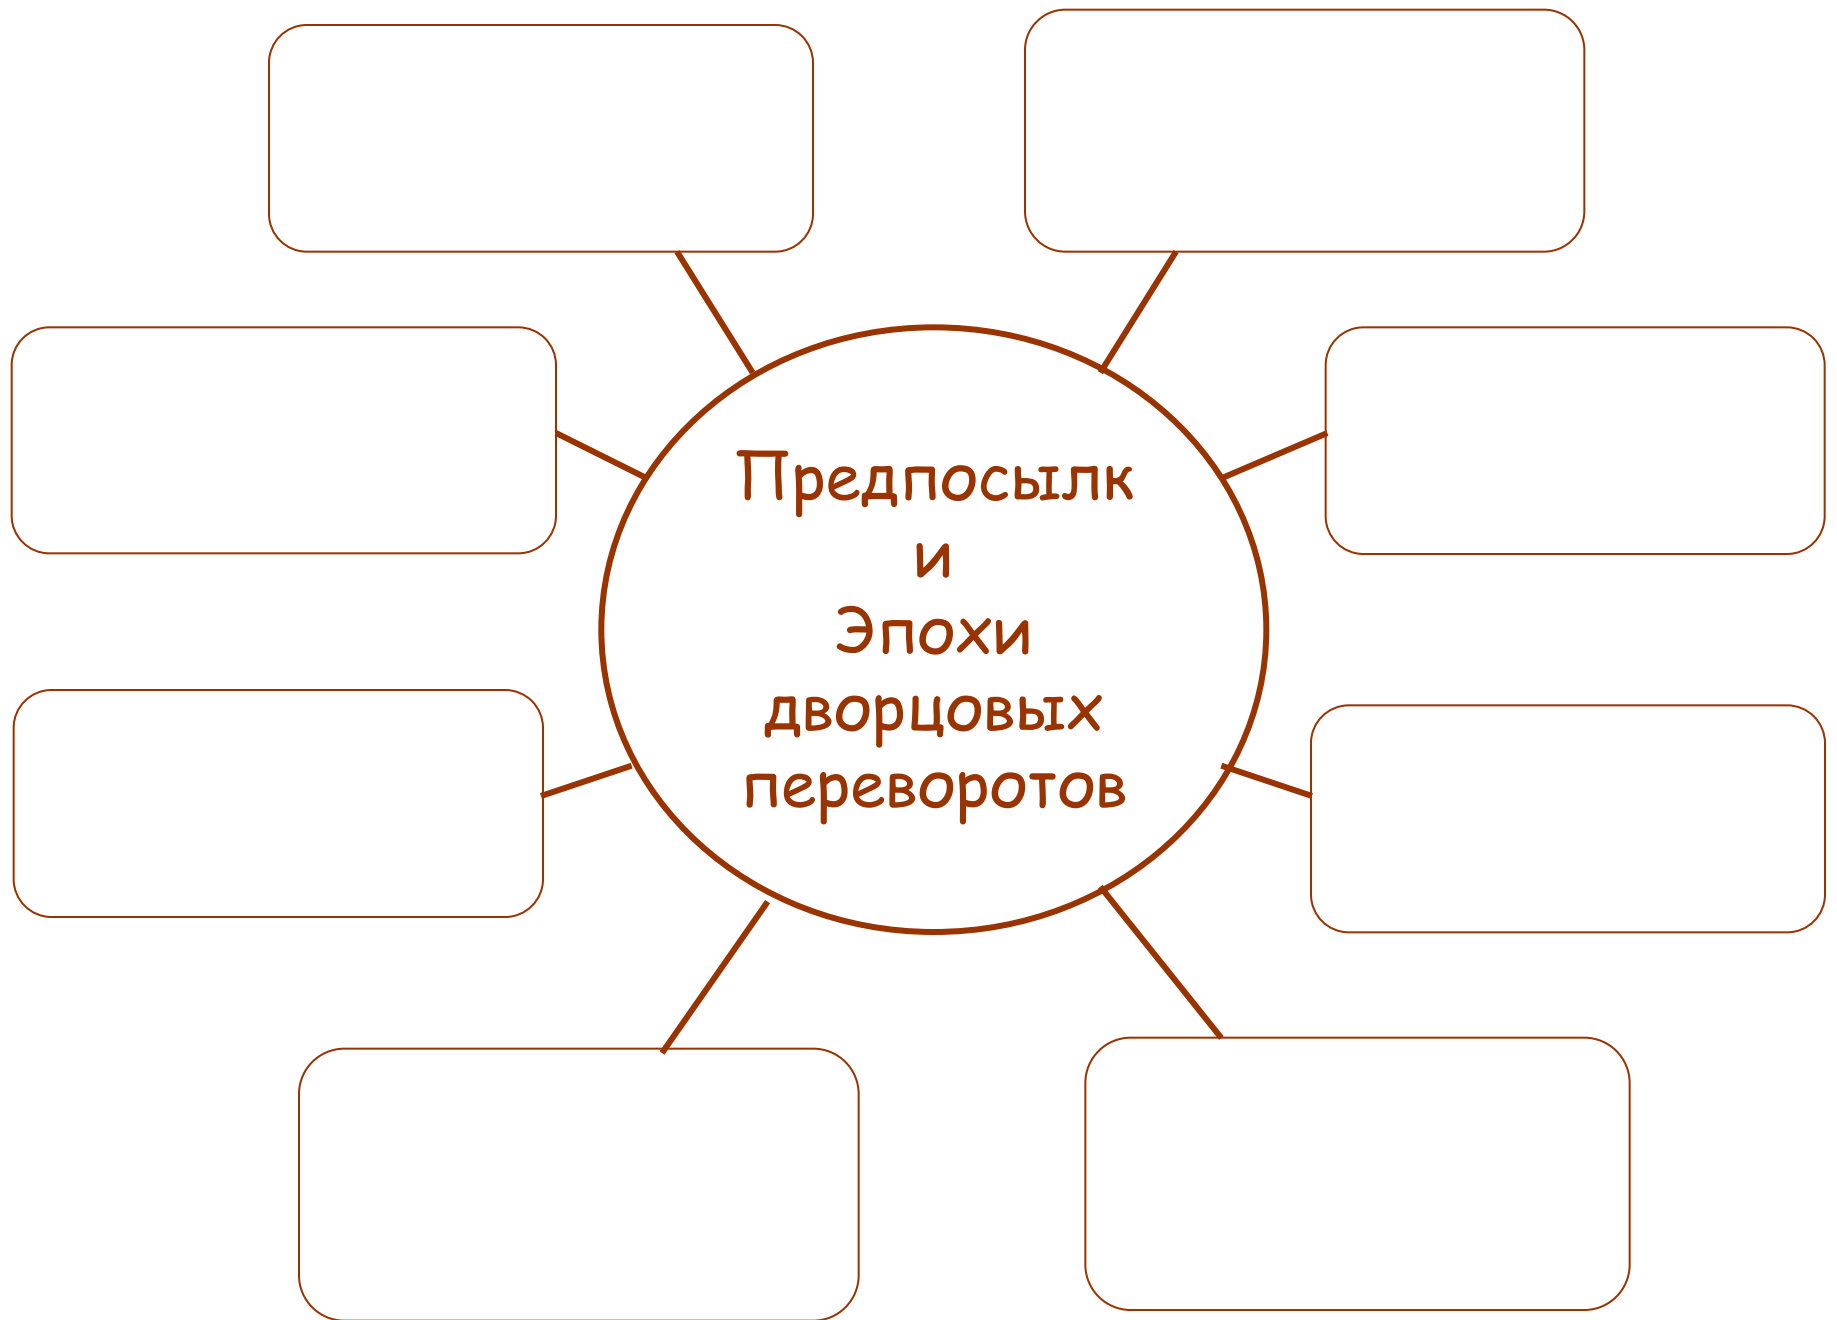 Предпосылк
и
Эпохи
дворцовых
переворотов